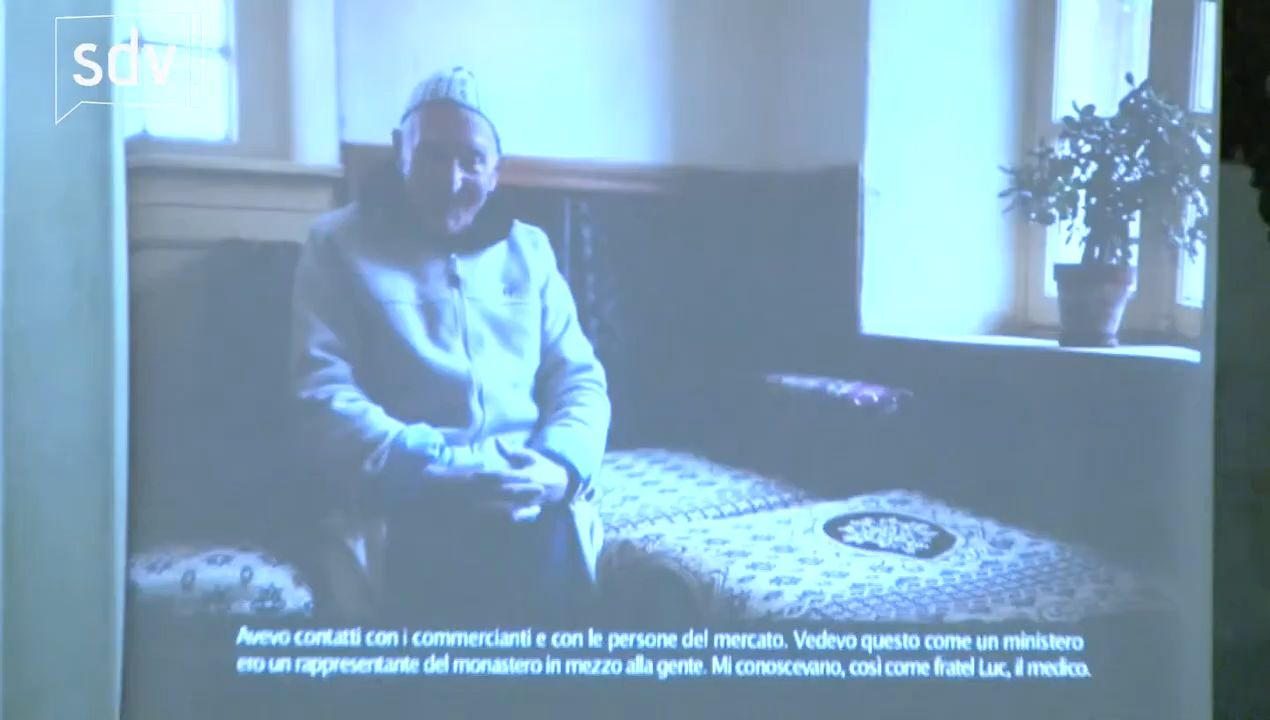 sdv
Avevo contatti con i commercianti e con le persone del mercato. Vedevo questo come un ministero
ero un rappresentante del monastero in mezzo alla gente. Mi conoscevano, così come fratel Luc, il medico.